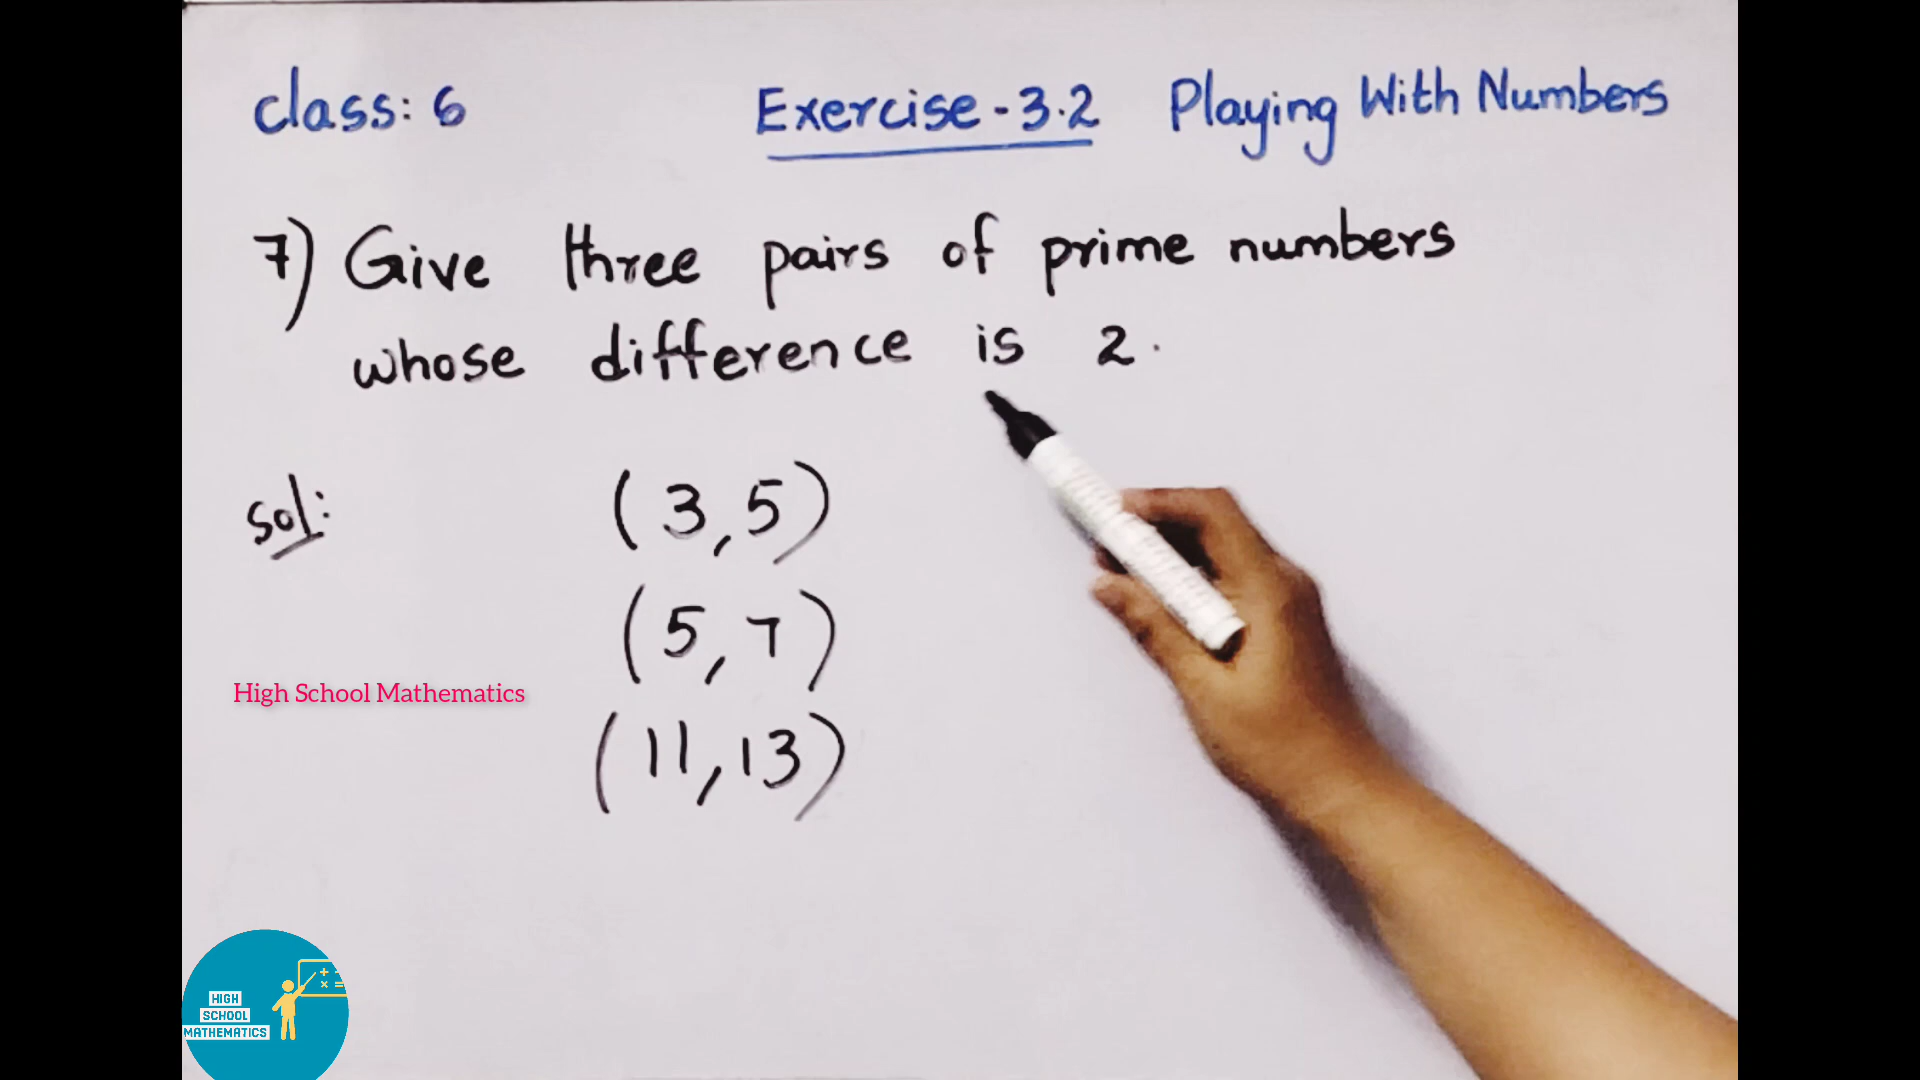 class: 6 Exercise-3.2 Playing With Numbers
7) Give three pairs of prime numbers
whose difference is 2.
sol: (3,5)
(5,7)
High School Mathematics
(11,13)
HIGH
SCHOOL
MATHEMATICS
+ -
× =